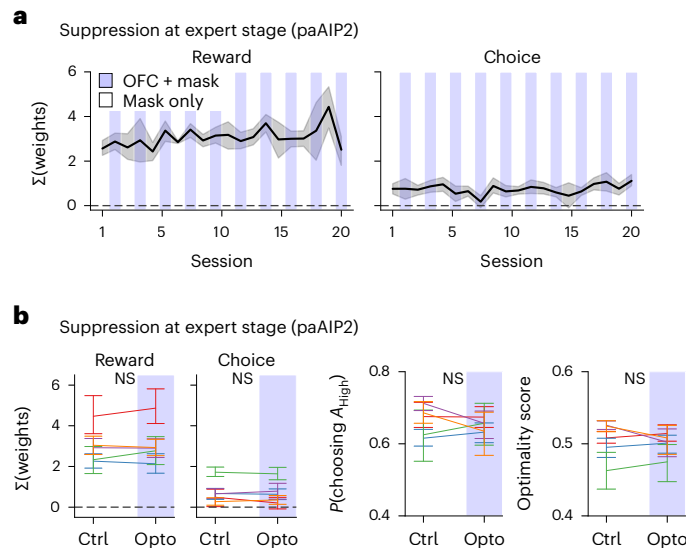 a
Suppression at expert stage (paAIP2)
Reward
Choice
OFC + mask
Mask only
Σ(weights)
6
4
2
0
1
5
10
15
20
1
5
10
15
20
Session
Session
b
Suppression at expert stage (paAIP2)
Reward
Choice
NS
NS
NS
NS
Σ(weights)
6
4
2
0
P(choosing A_High)
0.8
0.6
0.4
Optimality score
0.6
0.5
0.4
Ctrl
Opto
Ctrl
Opto
Ctrl
Opto
Ctrl
Opto